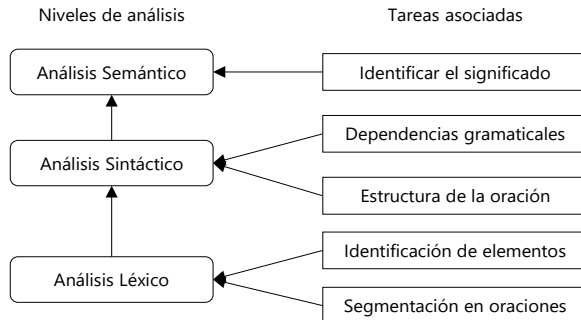 Niveles de análisis
Tareas asociadas
Análisis Semántico
Identificar el significado
Dependencias gramaticales
Análisis Sintáctico
Estructura de la oración
Identificación de elementos
Análisis Léxico
Segmentación en oraciones